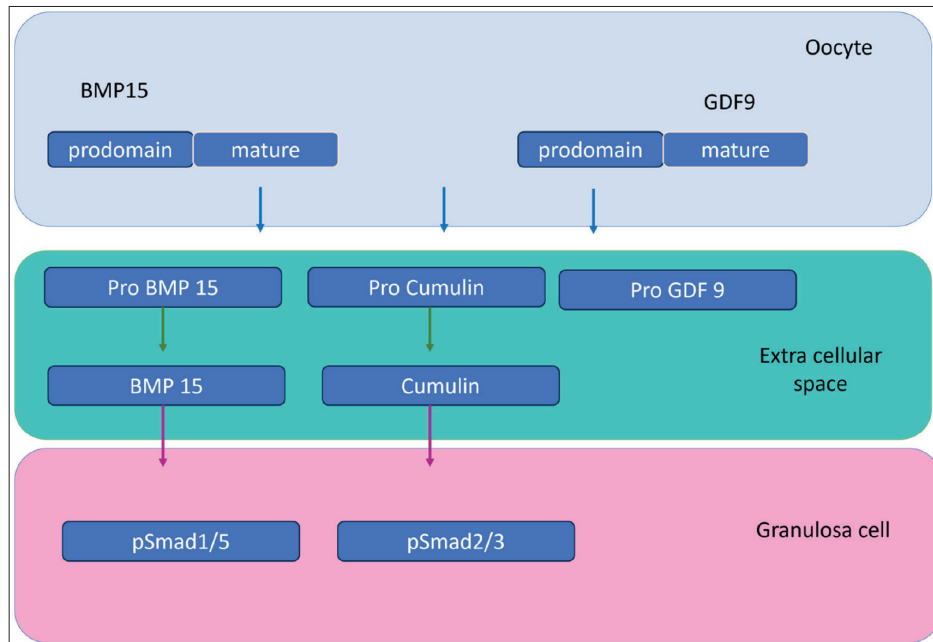 Oocyte
BMP15
GDF9
prodomain mature
prodomain mature
Pro BMP 15
Pro Cumulin
Pro GDF 9
Extra cellular
space
BMP 15
Cumulin
Granulosa cell
pSmad1/5
pSmad2/3